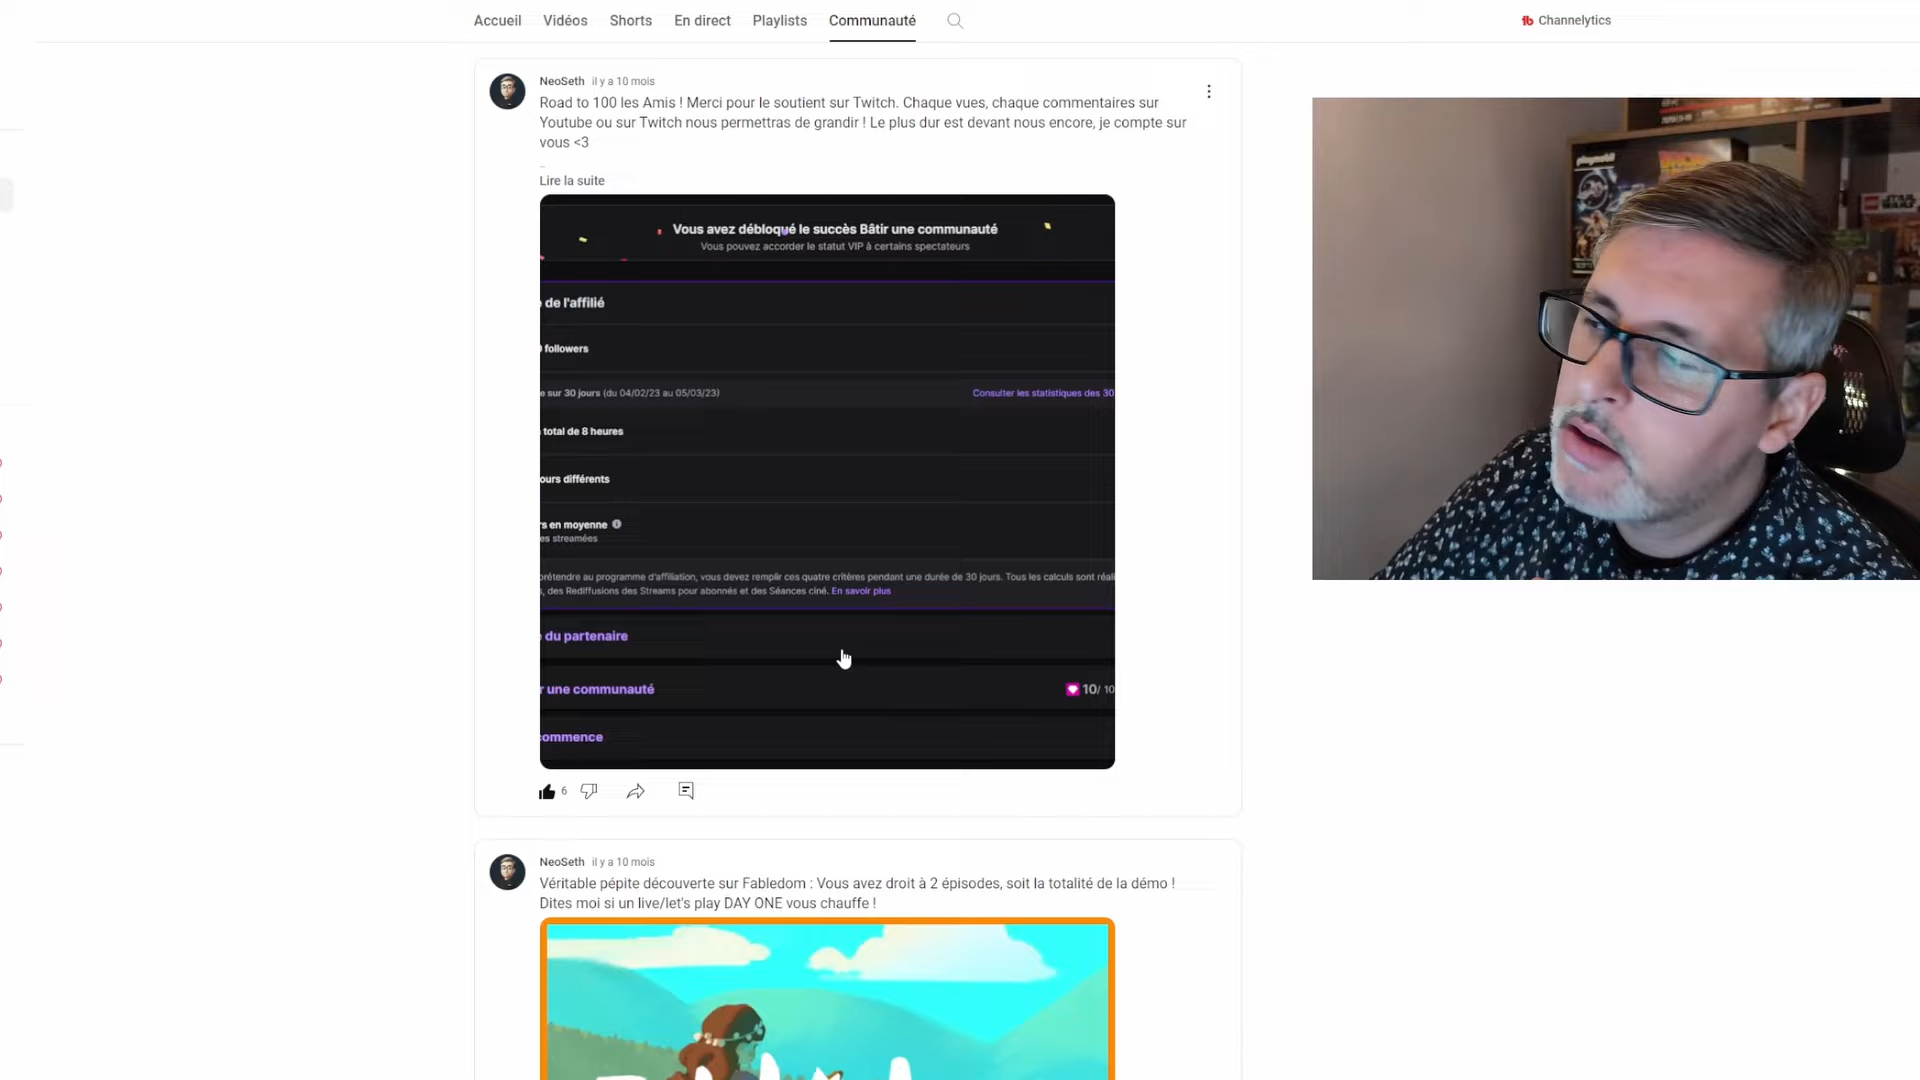 Accueil Vidéos Shorts En direct Playlists Communauté
Channelytics
NeoSeth il y a 10 mois
Road to 100 les Amis ! Merci pour le soutient sur Twitch. Chaque vues, chaque commentaires sur
Youtube ou sur Twitch nous permettras de grandir ! Le plus dur est devant nous encore, je compte sur
vous <3
Lire la suite
Vous avez débloqué le succès Bâtir une communauté
Vous pouvez accorder le statut VIP à certains spectateurs
de l'affilié
followers
e sur 30 jours (du 04/02/23 au 05/03/23)
Consulter les statistiques des 30
total de 8 heures
ours différents
rs en moyenne
es streamées
prétendre au programme d'affiliation, vous devez remplir ces quatre critères pendant une durée de 30 jours. Tous les calculs sont réali
, des Rediffusions des Streams pour abonnés et des Séances ciné. En savoir plus
du partenaire
r une communauté
10/ 10
commence
6
NeoSeth il y a 10 mois
Véritable pépite découverte sur Fabledom : Vous avez droit à 2 épisodes, soit la totalité de la démo !
Dites moi si un live/let's play DAY ONE vous chauffe !
playmobil
LEGO
STAR WARS